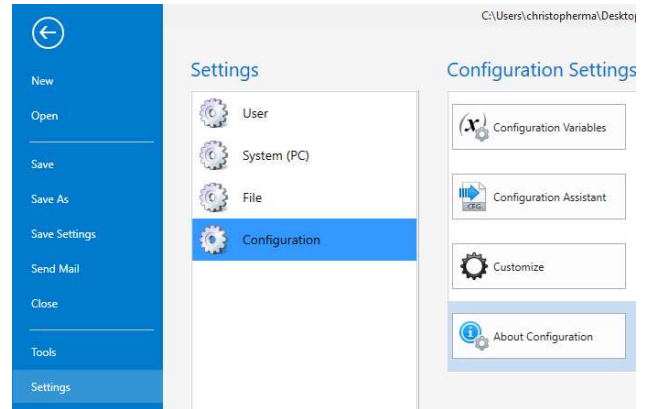 C:\Users\christopherma\Deskto
New
Open
Save
Save As
Save Settings
Send Mail
Close
Tools
Settings
Settings
User
System (PC)
File
Configuration
Configuration Settings
(x) Configuration Variables
CFG Configuration Assistant
Customize
About Configuration